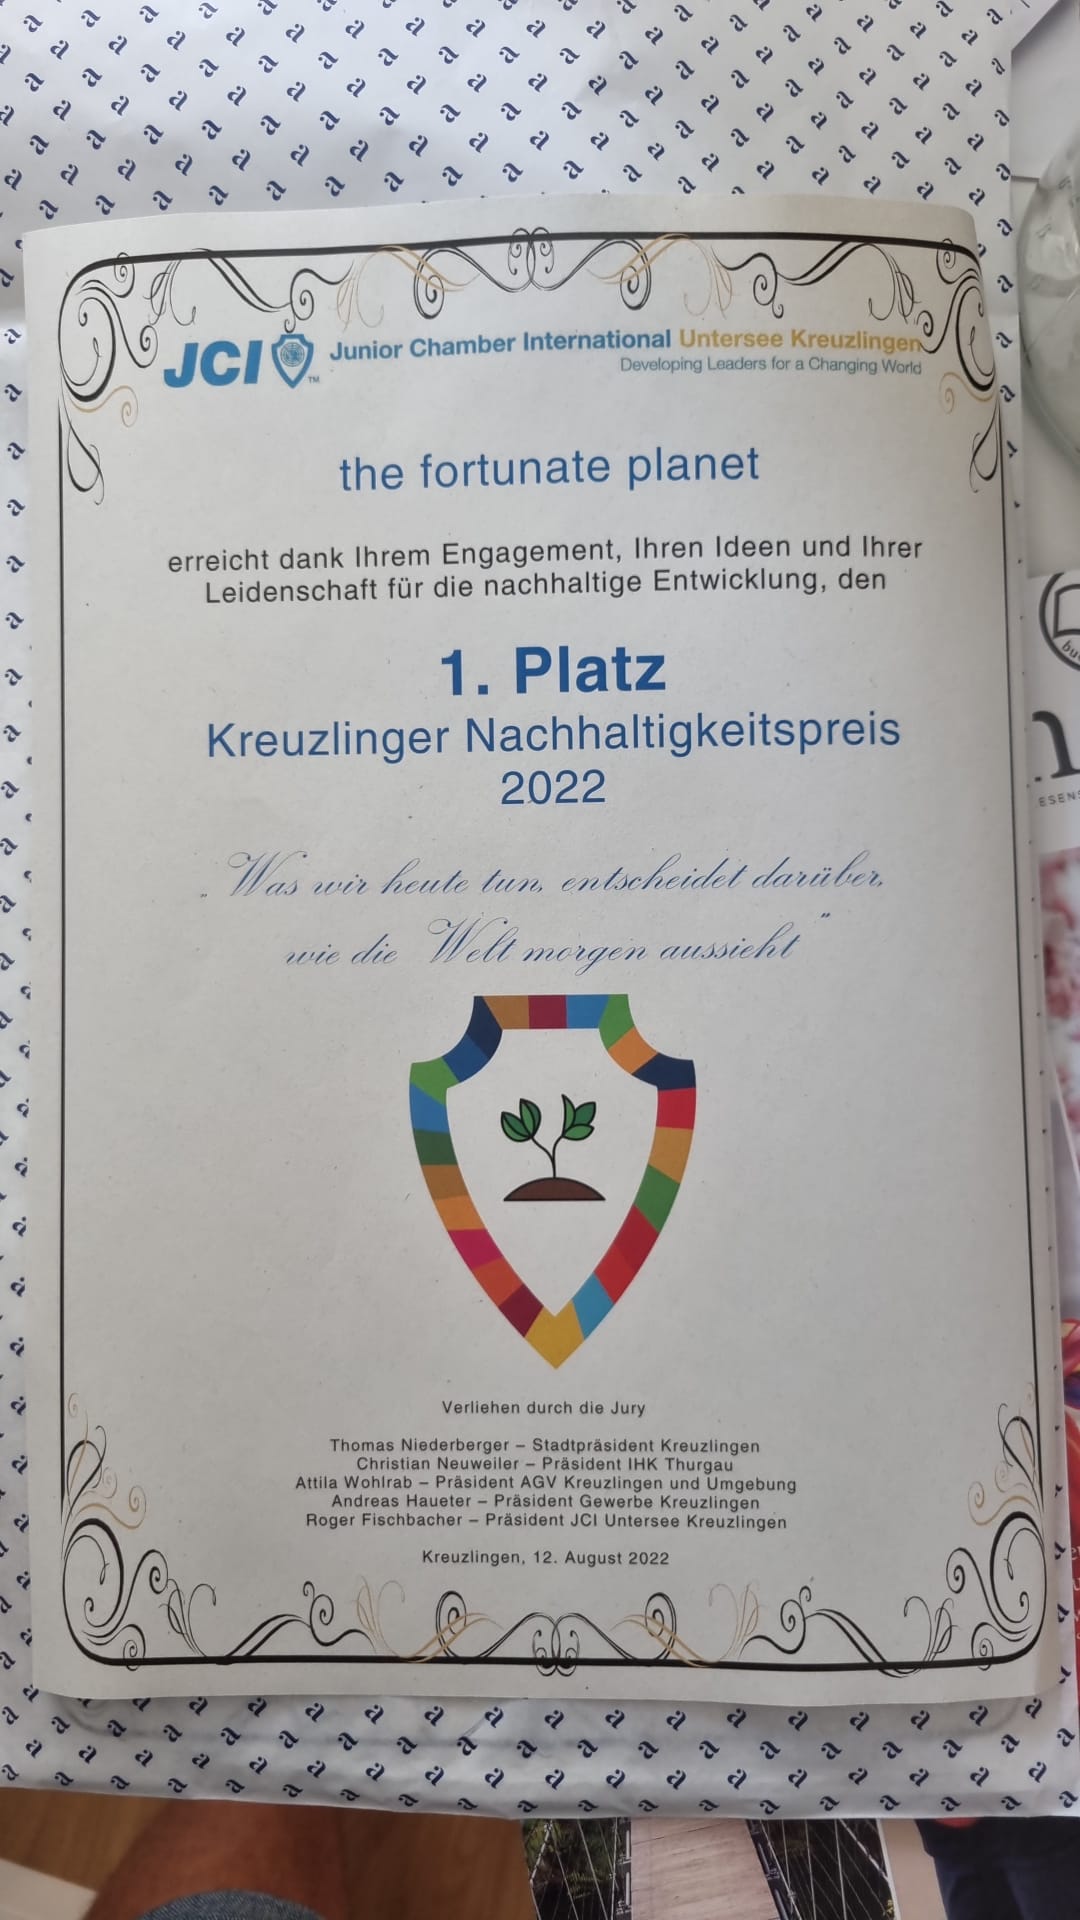 JCI
TM
Junior Chamber International Untersee Kreuzlingen
Developing Leaders for a Changing World
the fortunate planet
erreicht dank Ihrem Engagement, Ihren Ideen und Ihrer
Leidenschaft für die nachhaltige Entwicklung, den
1. Platz
Kreuzlinger Nachhaltigkeitspreis
2022
„Was wir heute tun, entscheidet darüber,
wie die Welt morgen aussieht"
Verliehen durch die Jury
Thomas Niederberger – Stadtpräsident Kreuzlingen
Christian Neuweiler – Präsident IHK Thurgau
Attila Wohlrab – Präsident AGV Kreuzlingen und Umgebung
Andreas Haueter – Präsident Gewerbe Kreuzlingen
Roger Fischbacher – Präsident JCI Untersee Kreuzlingen
Kreuzlingen, 12. August 2022